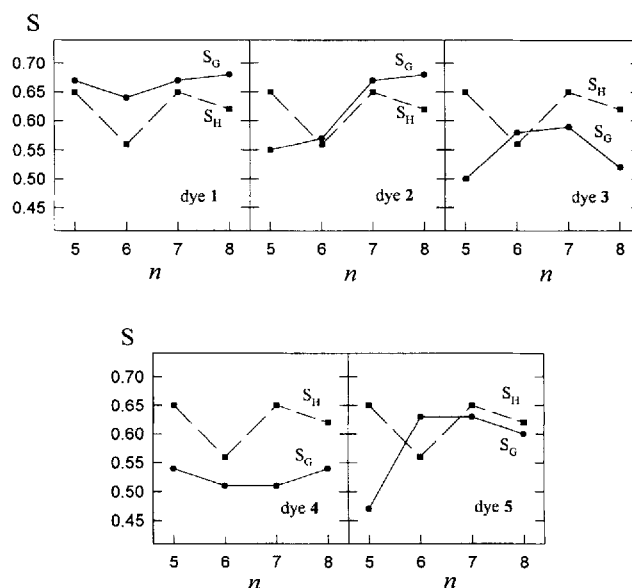 S
0.70
0.65
0.60
0.55
0.50
0.45
S_G
S_H
dye 1
S_G
S_H
dye 2
S_H
S_G
dye 3
5 6 7 8 5 6 7 8 5 6 7 8
n n n
S
0.70
0.65
0.60
0.55
0.50
0.45
S_H
S_G
dye 4
S_H
S_G
dye 5
5 6 7 8 5 6 7 8
n n